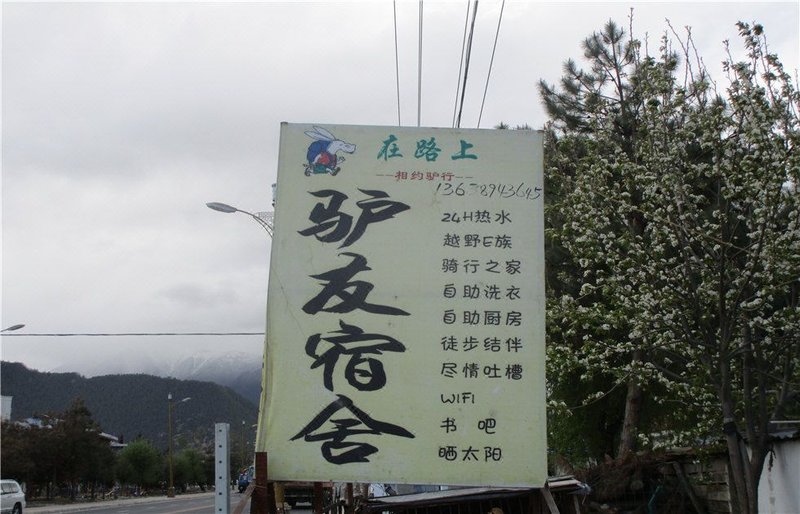 在路上
--相约驴行--
13638943645
驴友宿舍
24H热水
越野E族
骑行之家
自助洗衣
自助厨房
徒步结伴
尽情吐槽
WIFI
书吧
晒太阳